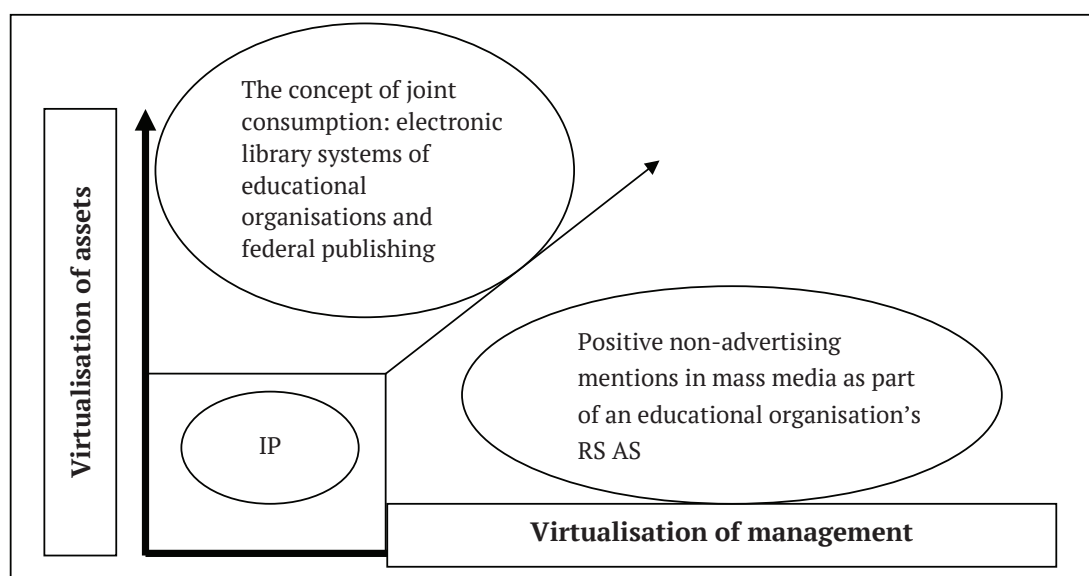 The concept of joint
consumption: electronic
library systems of
educational
organisations and
federal publishing
Virtualisation of assets
Positive non-advertising
mentions in mass media as part
of an educational organisation’s
RS AS
IP
Virtualisation of management